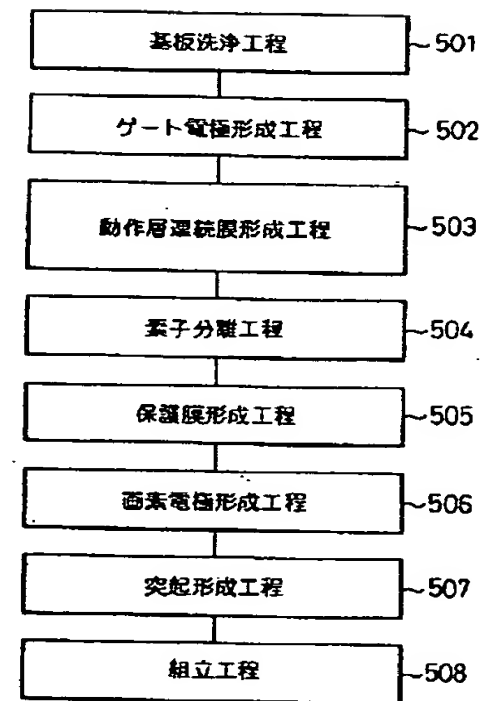 基板洗浄工程 501
ゲート電極形成工程 502
動作層連続膜形成工程 503
素子分離工程 504
保護膜形成工程 505
画素電極形成工程 506
突起形成工程 507
組立工程 508